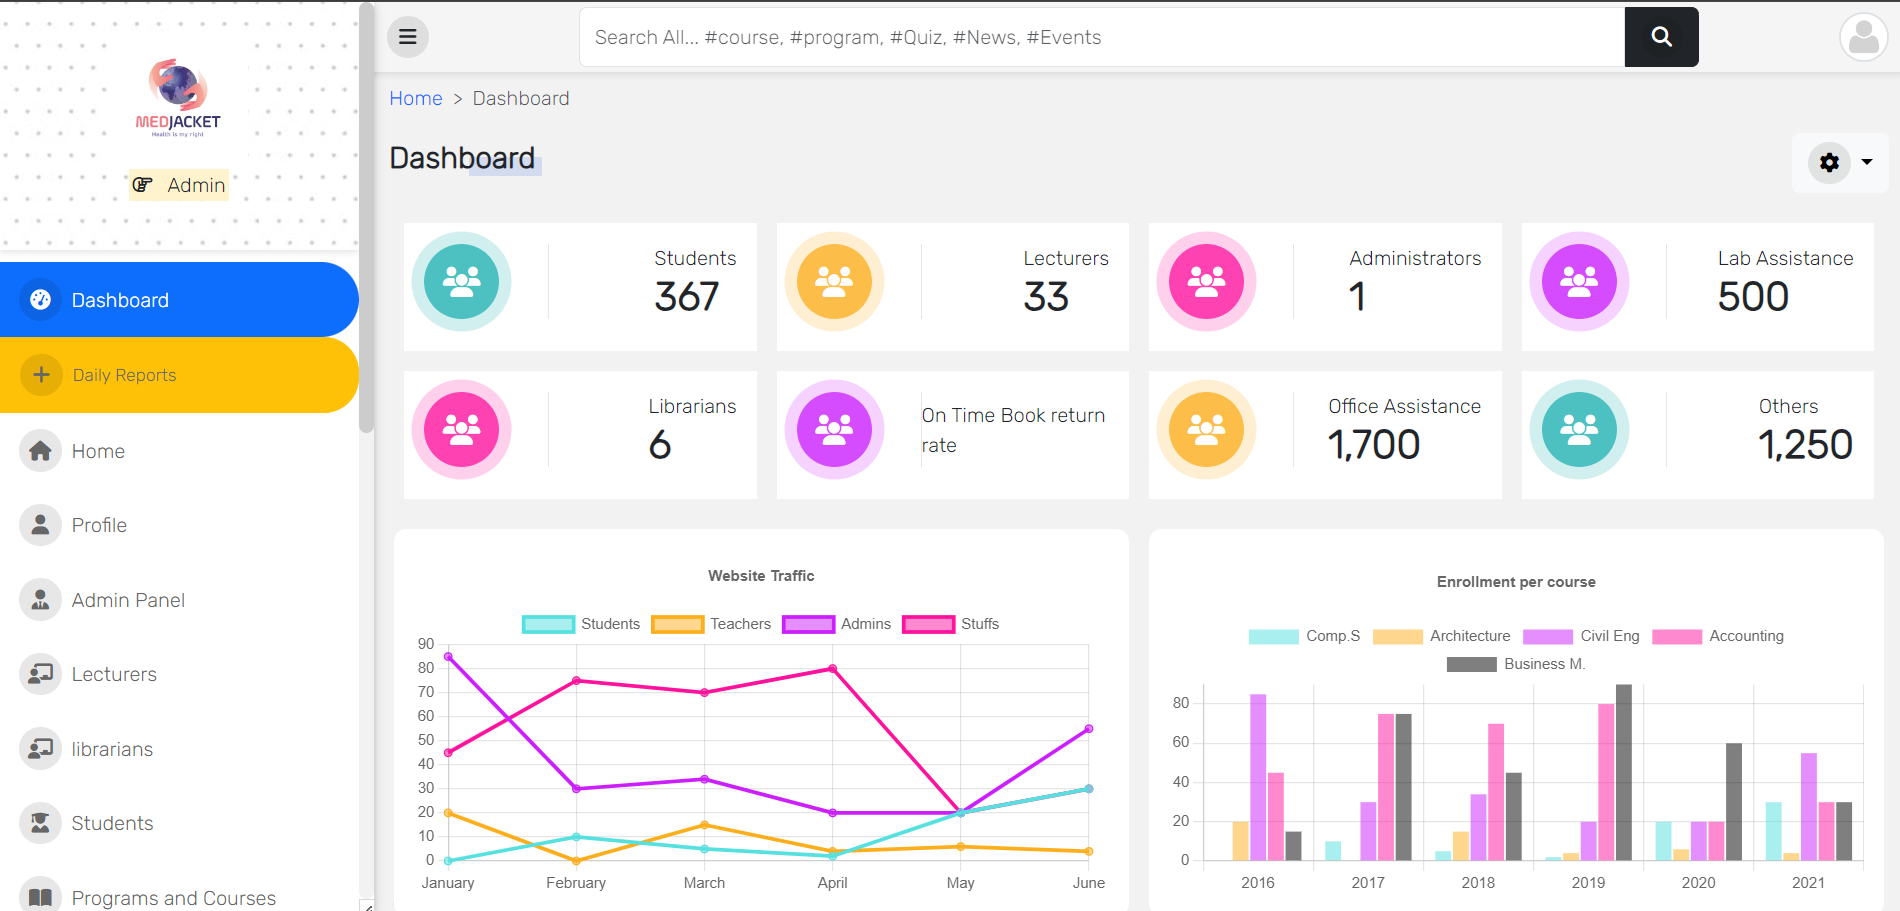 MEDJACKET
Health is my right
Admin
Dashboard
Daily Reports
Home
Profile
Admin Panel
Lecturers
librarians
Students
Programs and Courses
Search All... #course, #program, #Quiz, #News, #Events
Home > Dashboard
Dashboard
Students
367
Lecturers
33
Administrators
1
Lab Assistance
500
Librarians
6
On Time Book return
rate
Office Assistance
1,700
Others
1,250
Website Traffic
Students Teachers Admins Stuffs
90
80
70
60
50
40
30
20
10
0
January February March April May June
Enrollment per course
Comp.S Architecture Civil Eng Accounting
Business M.
80
60
40
20
0
2016 2017 2018 2019 2020 2021